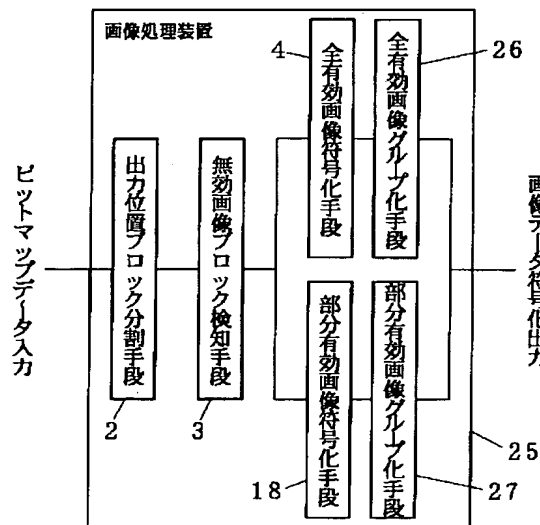 画像処理装置
4
26
全有効画像符号化手段
全有効画像グループ化手段
ビットマップデータ入力
出力位置ブロック分割手段
無効画像ブロック検知手段
画像データ符号化出力
2
3
部分有効画像符号化手段
部分有効画像グループ化手段
25
18
27